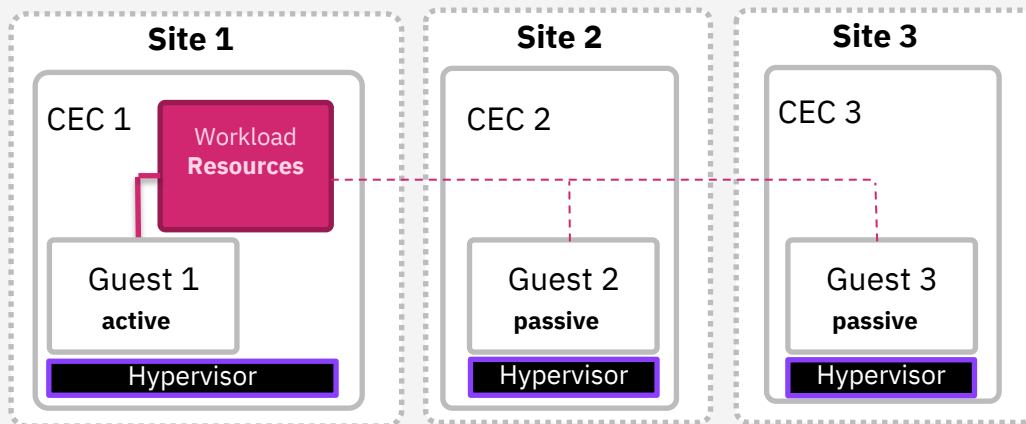 Site 1
CEC 1
Workload
Resources
Guest 1
active
Hypervisor
Site 2
CEC 2
Guest 2
passive
Hypervisor
Site 3
CEC 3
Guest 3
passive
Hypervisor